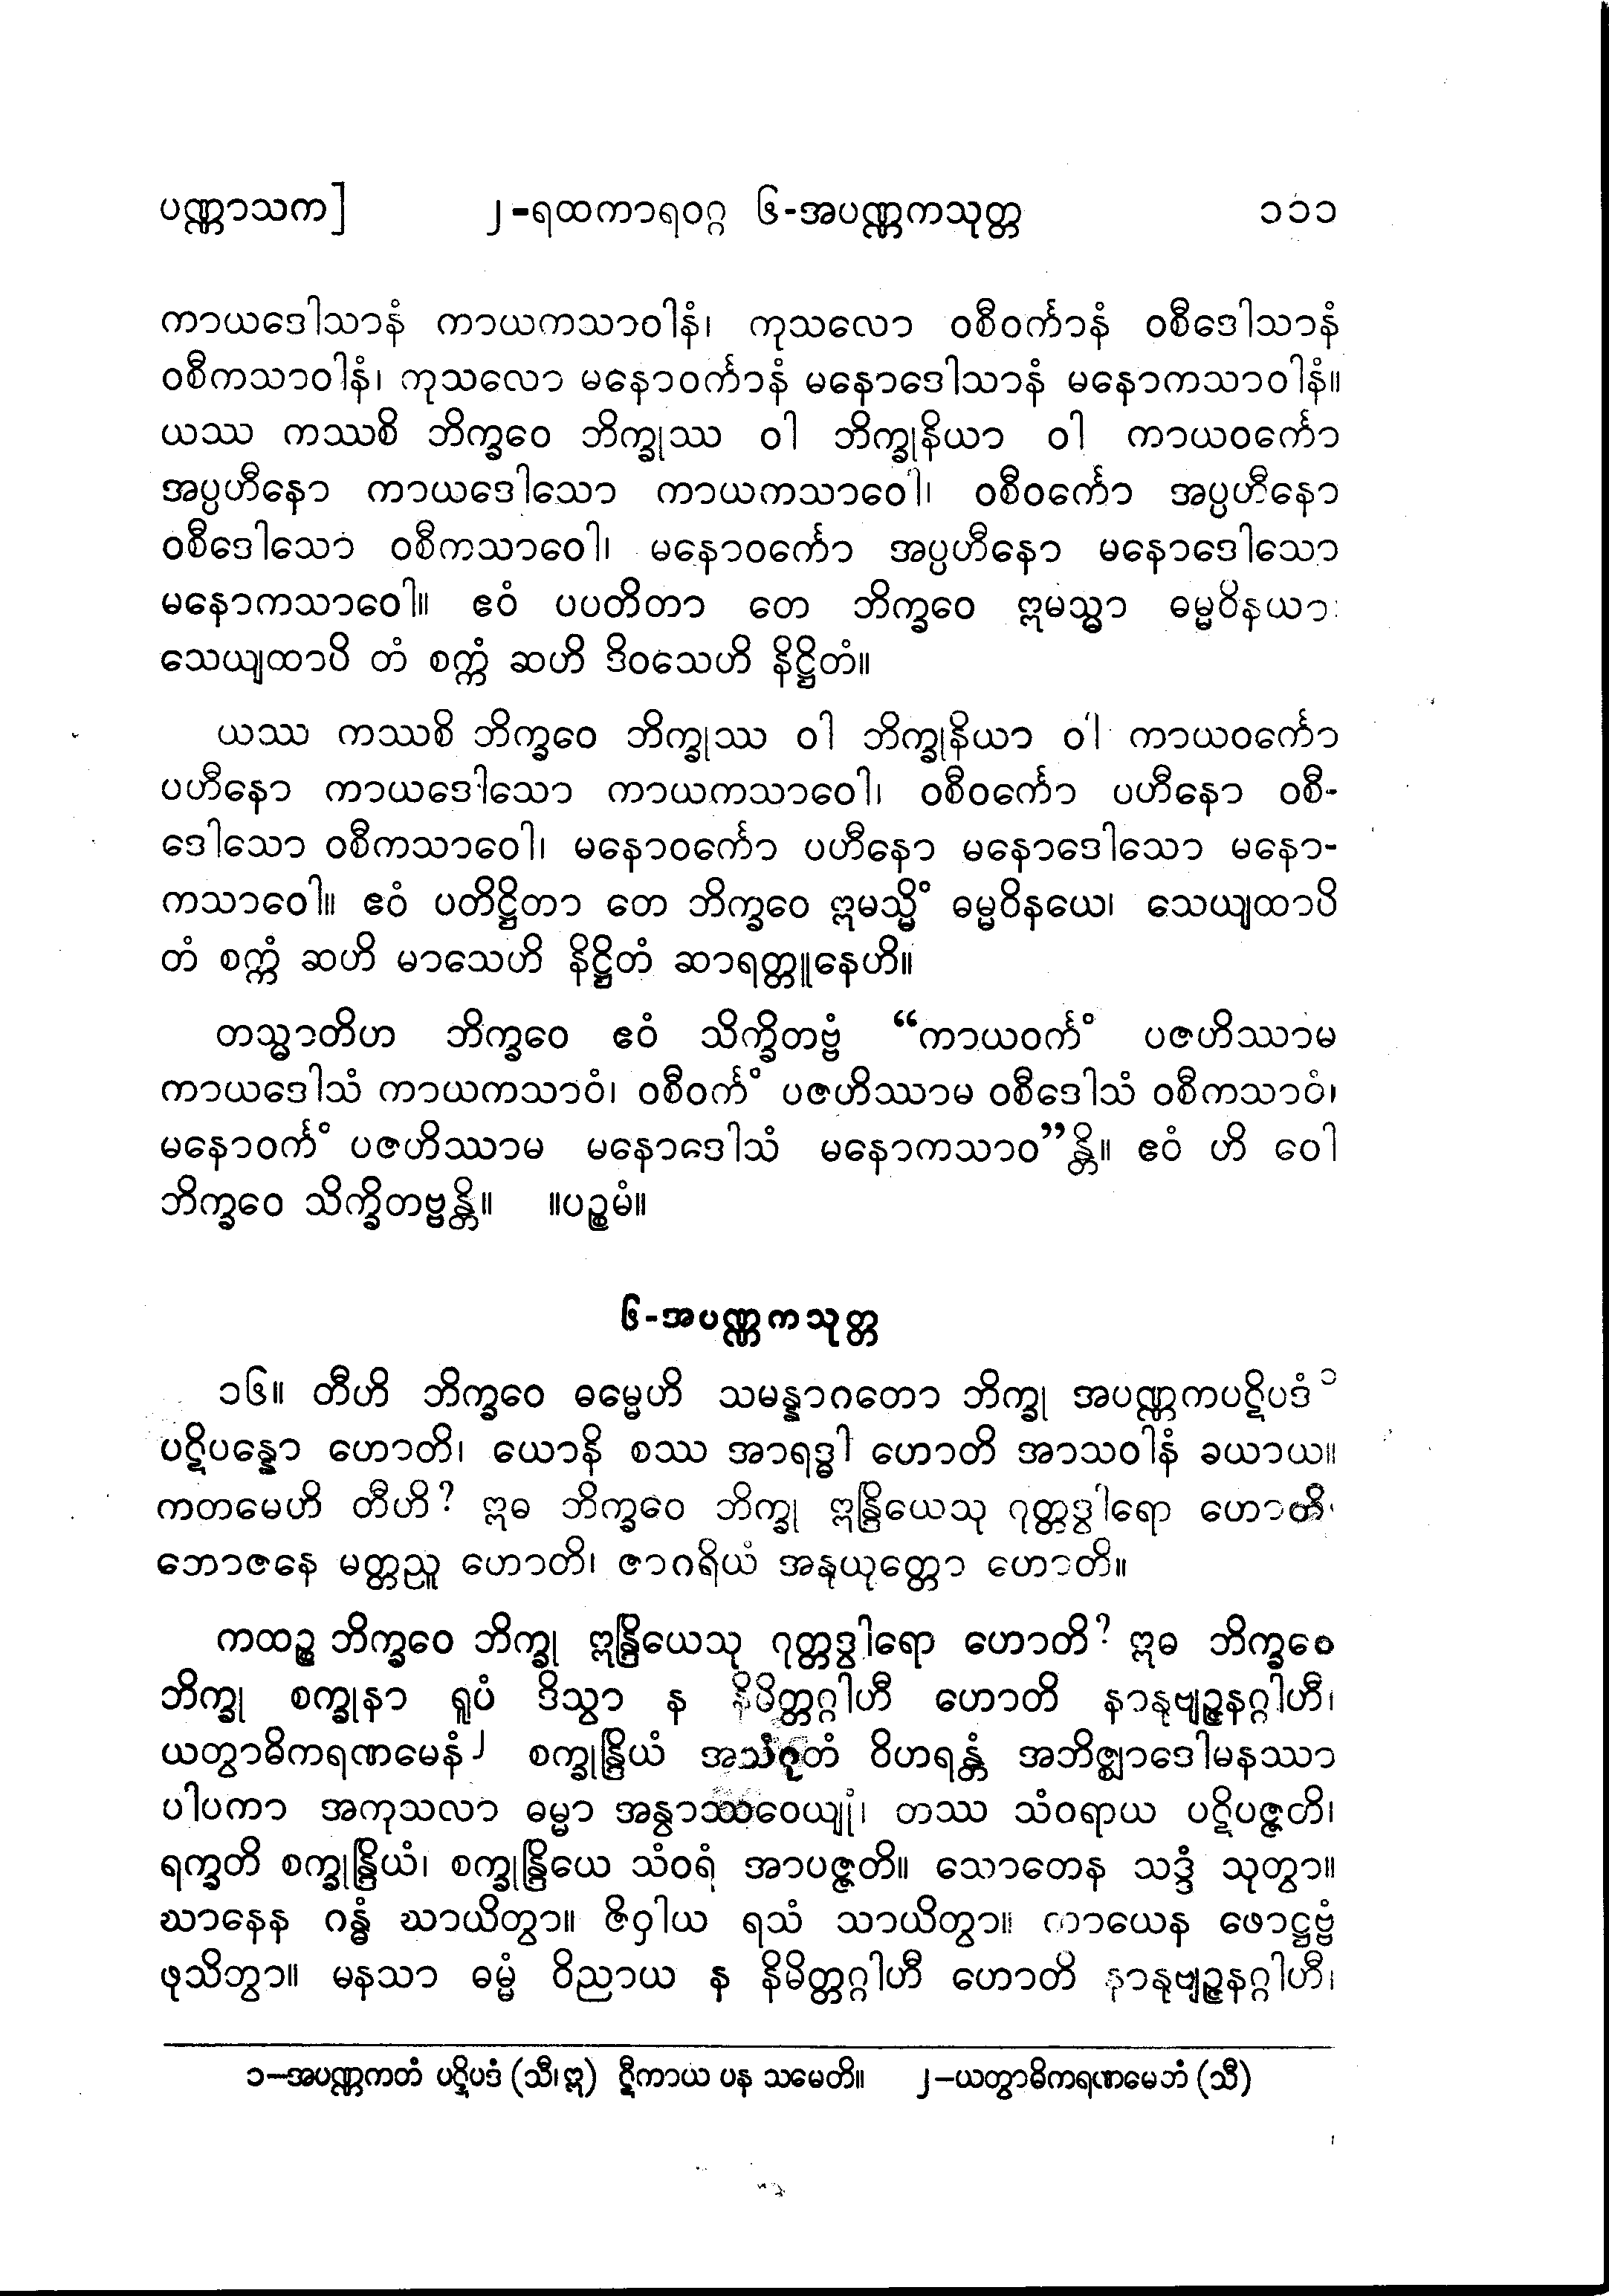 ပဏ္ဏာသက] ၂-ရထကာရဝဂ္ဂ ၆-အပဏ္ဏကသုတ္တ ၁၁၁
ကာယဒေါသာနံ ကာယကသာဝါနံ၊ ကုသလော ဝစီဝင်္ကာနံ ဝစီဒေါသာနံ
ဝစီကသာဝါနံ၊ ကုသလော မနောဝင်္ကာနံ မနောဒေါသာနံ မနောကသာဝါနံ။
ယဿ ကဿစိ ဘိက္ခဝေ ဘိက္ခုဿ ဝါ ဘိက္ခုနိယာ ဝါ ကာယဝင်္ကော
အပ္ပဟီနော ကာယဒေါသော ကာယကသာဝေါ၊ ဝစီဝင်္ကော အပ္ပဟီနော
ဝစီဒေါသော ဝစီကသာဝေါ၊ မနောဝင်္ကော အပ္ပဟီနော မနောဒေါသော
မနောကသာဝေါ။ ဧဝံ ပပတိတာ တေ ဘိက္ခဝေ ဣမသ္မာ ဓမ္မဝိနယာ၊
သေယျထာပိ တံ စက္ကံ ဆဟိ ဒိဝသေဟိ နိဋ္ဌိတံ။
ယဿ ကဿစိ ဘိက္ခဝေ ဘိက္ခုဿ ဝါ ဘိက္ခုနိယာ ဝါ ကာယဝင်္ကော
ပဟီနော ကာယဒေါသော ကာယကသာဝေါ၊ ဝစီဝင်္ကော ပဟီနော ဝစီ-
ဒေါသော ဝစီကသာဝေါ၊ မနောဝင်္ကော ပဟီနော မနောဒေါသော မနော-
ကသာဝေါ။ ဧဝံ ပတိဋ္ဌိတာ တေ ဘိက္ခဝေ ဣမသ္မိံ ဓမ္မဝိနယေ၊ သေယျထာပိ
တံ စက္ကံ ဆဟိ မာသေဟိ နိဋ္ဌိတံ ဆာရတ္တူနေဟိ။
တသ္မာတိဟ ဘိက္ခဝေ ဧဝံ သိက္ခိတဗ္ဗံ “ကာယဝင်္ကံ ပဇဟိဿာမ
ကာယဒေါသံ ကာယကသာဝံ၊ ဝစီဝင်္ကံ ပဇဟိဿာမ ဝစီဒေါသံ ဝစီကသာဝံ၊
မနောဝင်္ကံ ပဇဟိဿာမ မနောဒေါသံ မနောကသာဝ”န္တိ။ ဧဝံ ဟိ ဝေါ
ဘိက္ခဝေ သိက္ခိတဗ္ဗန္တိ။ ။ပဉ္စမံ။
၆-အပဏ္ဏကသုတ္တ
၁၆။ တီဟိ ဘိက္ခဝေ ဓမ္မေဟိ သမန္နာဂတော ဘိက္ခု အပဏ္ဏကပဋိပဒံ ၁
ပဋိပန္နော ဟောတိ၊ ယောနိ စဿ အာရဒ္ဓါ ဟောတိ အာသဝါနံ ခယာယ။
ကတမေဟိ တီဟိ? ဣဓ ဘိက္ခဝေ ဘိက္ခု ဣန္ဒြိယေသု ဂုတ္တဒွါရော ဟောတိ၊
ဘောဇနေ မတ္တညူ ဟောတိ၊ ဇာဂရိယံ အနုယုတ္တော ဟောတိ။
ကထဉ္စ ဘိက္ခဝေ ဘိက္ခု ဣန္ဒြိယေသု ဂုတ္တဒွါရော ဟောတိ? ဣဓ ဘိက္ခဝေ
ဘိက္ခု စက္ခုနာ ရူပံ ဒိသွာ န နိမိတ္တဂ္ဂါဟီ ဟောတိ နာနုဗျဉ္ဇနဂ္ဂါဟီ၊
ယတွာဓိကရဏမေနံ ၂ စက္ခုန္ဒြိယံ အသံဝုတံ ဝိဟရန္တံ အဘိဇ္ဈာဒေါမနဿာ
ပါပကာ အကုသလာ ဓမ္မာ အနွာဿဝေယျုံ၊ တဿ သံဝရာယ ပဋိပဇ္ဇတိ၊
ရက္ခတိ စက္ခုန္ဒြိယံ၊ စက္ခုန္ဒြိယေ သံဝရံ အာပဇ္ဇတိ။ သောတေန သဒ္ဒံ သုတွာ။
ဃာနေန ဂန္ဓံ ဃာယိတွာ။ ဇိဝှါယ ရသံ သာယိတွာ။ ကာယေန ဖောဋ္ဌဗ္ဗံ
ဖုသိတွာ။ မနသာ ဓမ္မံ ဝိညာယ န နိမိတ္တဂ္ဂါဟီ ဟောတိ နာနုဗျဉ္ဇနဂ္ဂါဟီ၊
၁-အပဏ္ဏကတံ ပဋိပဒံ (သီ၊ဣ) ဋီကာယ ပန သမေတိ။ ၂-ယတွာဓိကရဏမေဘံ (သီ)